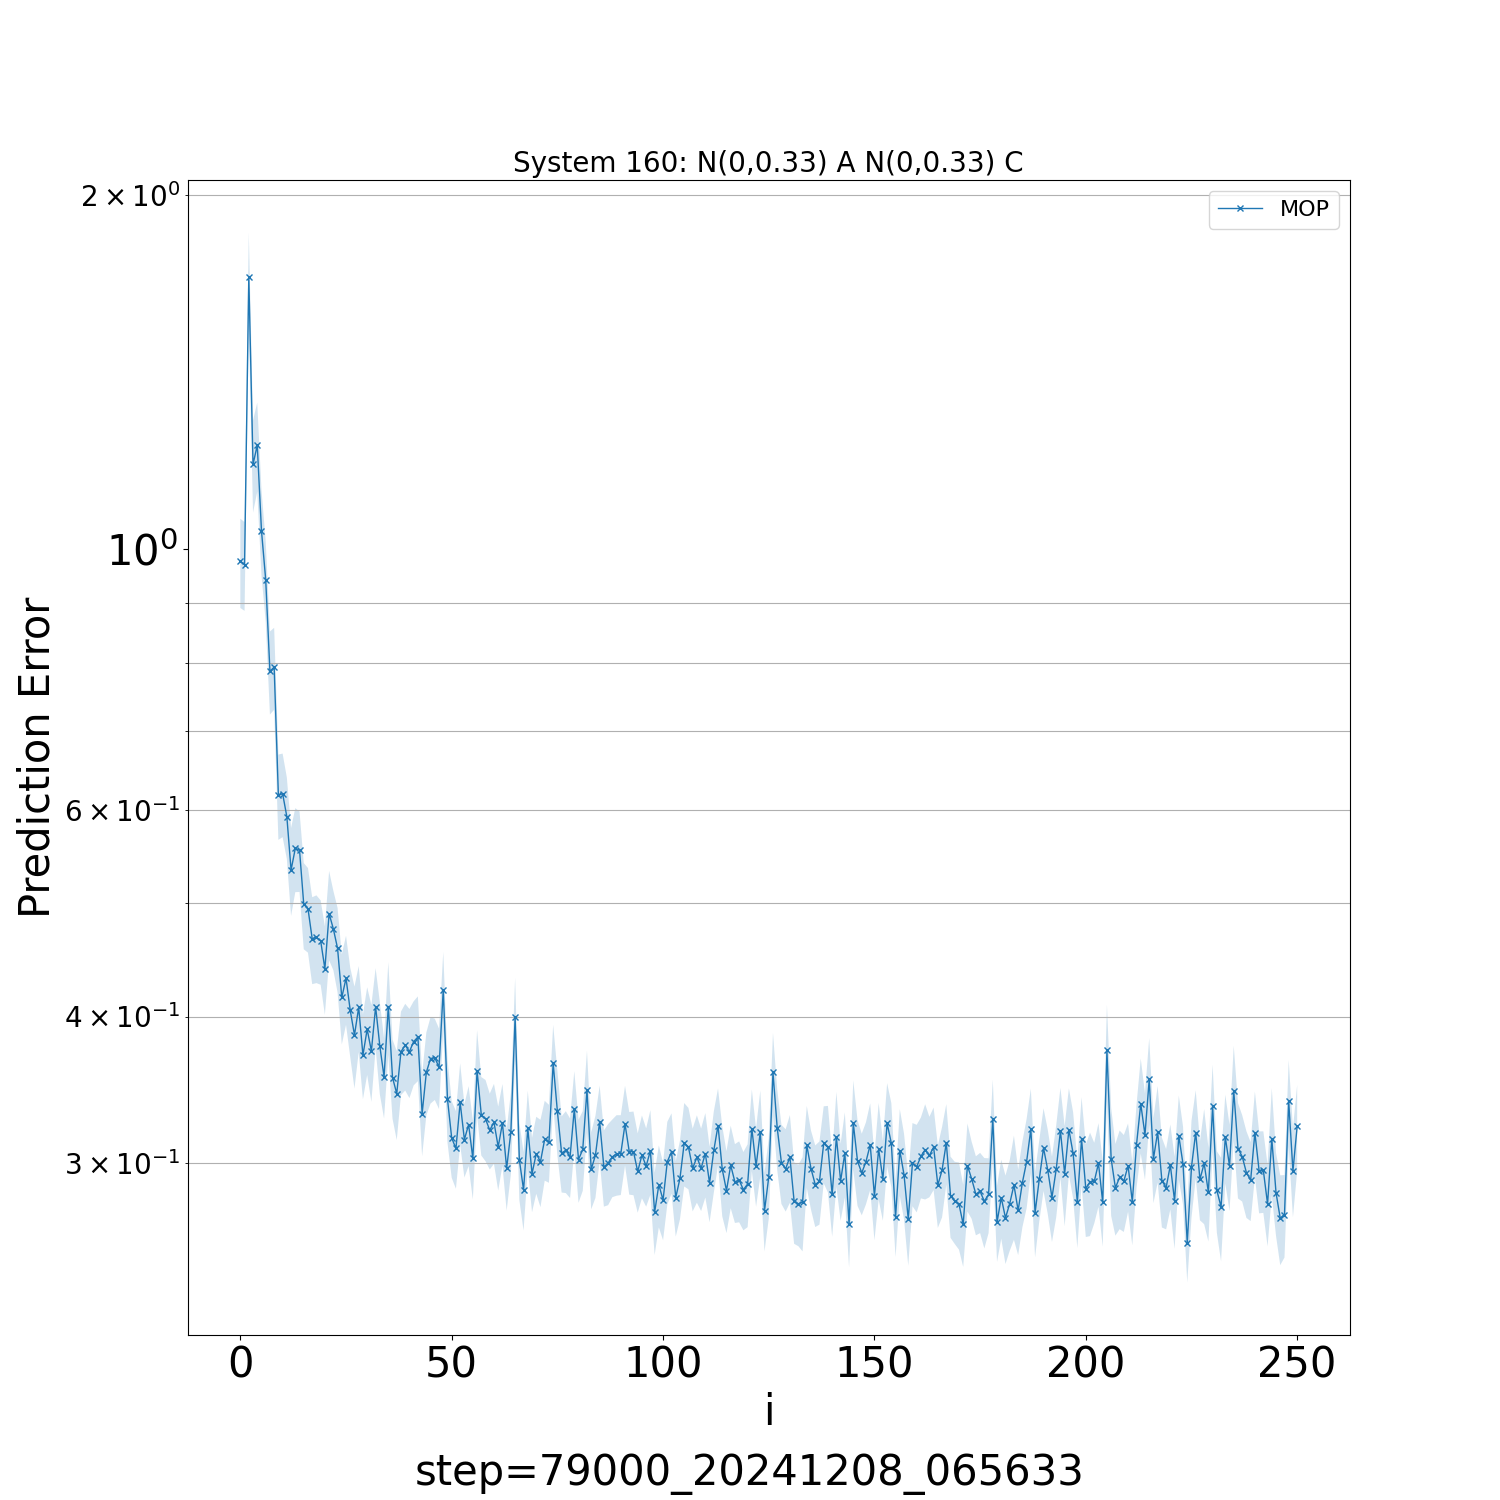 System 160: N(0,0.33) A N(0,0.33) C
MOP
2 × 10⁰
10⁰
6 × 10⁻¹
4 × 10⁻¹
3 × 10⁻¹
Prediction Error
0 50 100 150 200 250
i
step=79000_20241208_065633